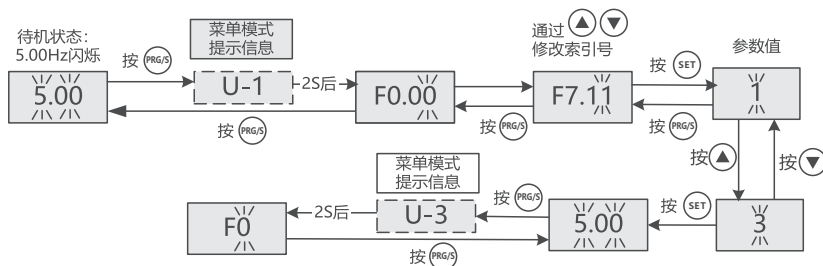 待机状态：
5.00Hz闪烁
菜单模式
提示信息
通过
修改索引号
参数值
按 PRG/S
2S后
按 SET
5.00
U-1
F0.00
F7.11
1
按 PRG/S
按 PRG/S
按 PRG/S
按
按
菜单模式
提示信息
按 PRG/S
按 SET
2S后
F0
U-3
5.00
3
按 PRG/S